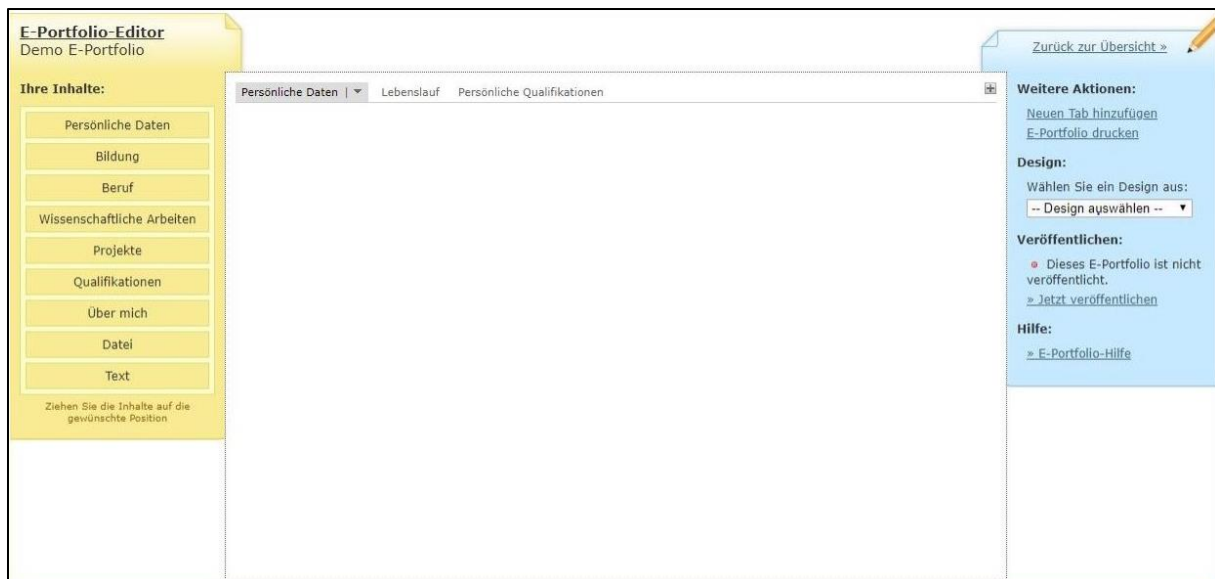 E-Portfolio-Editor
Demo E-Portfolio
Ihre Inhalte:
Persönliche Daten
Bildung
Beruf
Wissenschaftliche Arbeiten
Projekte
Qualifikationen
Über mich
Datei
Text
Ziehen Sie die Inhalte auf die
gewünschte Position
Persönliche Daten | ▼ Lebenslauf Persönliche Qualifikationen
Zurück zur Übersicht »
Weitere Aktionen:
Neuen Tab hinzufügen
E-Portfolio drucken
Design:
Wählen Sie ein Design aus:
-- Design auswählen -- ▼
Veröffentlichen:
Dieses E-Portfolio ist nicht
veröffentlicht.
» Jetzt veröffentlichen
Hilfe:
» E-Portfolio-Hilfe